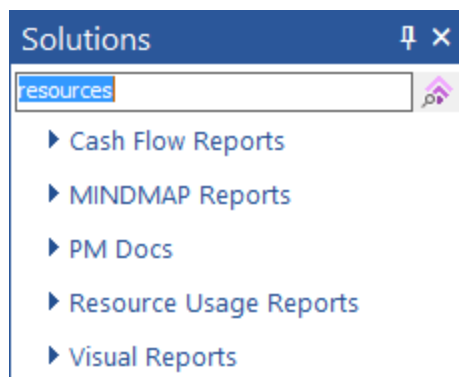 Solutions
resources
Cash Flow Reports
MINDMAP Reports
PM Docs
Resource Usage Reports
Visual Reports